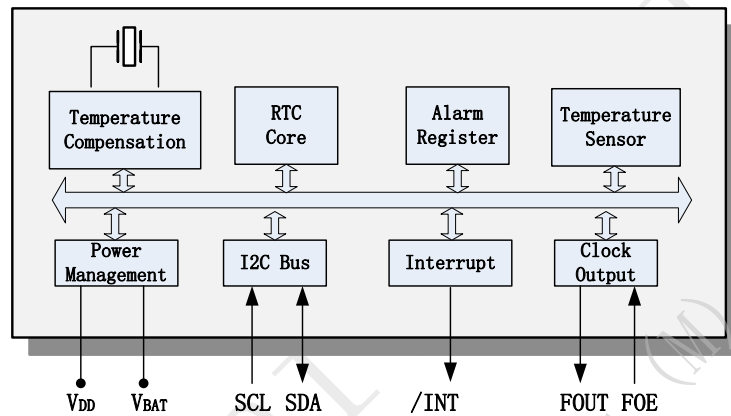 Temperature
Compensation
RTC
Core
Alarm
Register
Temperature
Sensor
Power
Management
I2C Bus
Interrupt
Clock
Output
VDD
VBAT
SCL
SDA
/INT
FOUT
FOE